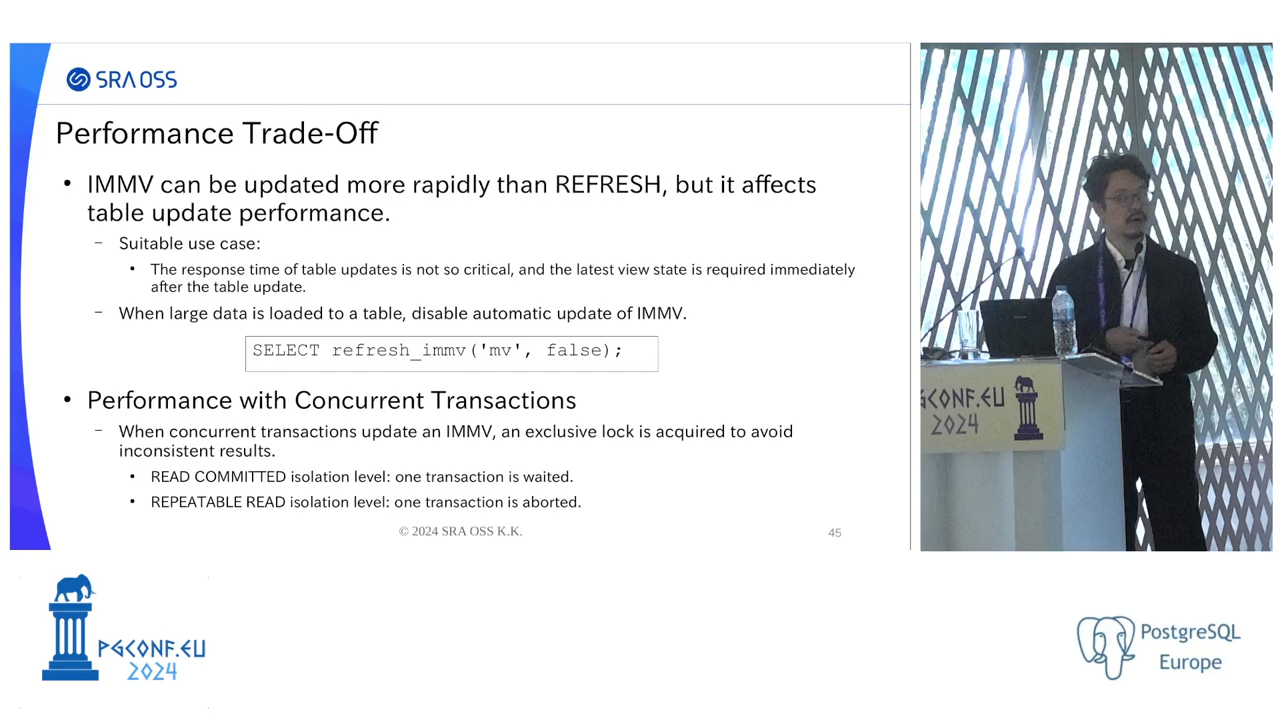 SRA OSS
Performance Trade-Off
• IMMV can be updated more rapidly than REFRESH, but it affects
table update performance.
– Suitable use case:
• The response time of table updates is not so critical, and the latest view state is required immediately
after the table update.
– When large data is loaded to a table, disable automatic update of IMMV.
SELECT refresh_immv('mv', false);
• Performance with Concurrent Transactions
– When concurrent transactions update an IMMV, an exclusive lock is acquired to avoid
inconsistent results.
• READ COMMITTED isolation level: one transaction is waited.
• REPEATABLE READ isolation level: one transaction is aborted.
© 2024 SRA OSS K.K.
45
GCONF.EU
2024
PGCONF.EU
2024
PostgreSQL
Europe